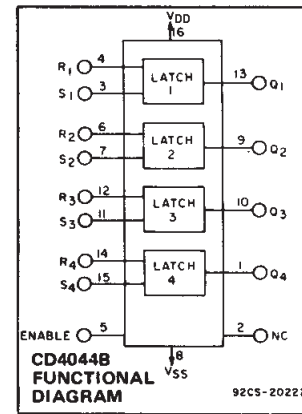 VDD
16
R1 4 LATCH 1 13 Q1
S1 3
R2 6 LATCH 2 9 Q2
S2 7
R3 12 LATCH 3 10 Q3
S3 11
R4 14 LATCH 4 1 Q4
S4 15
ENABLE 5 2 NC
8
VSS
CD4044B
FUNCTIONAL
DIAGRAM
92CS-2022